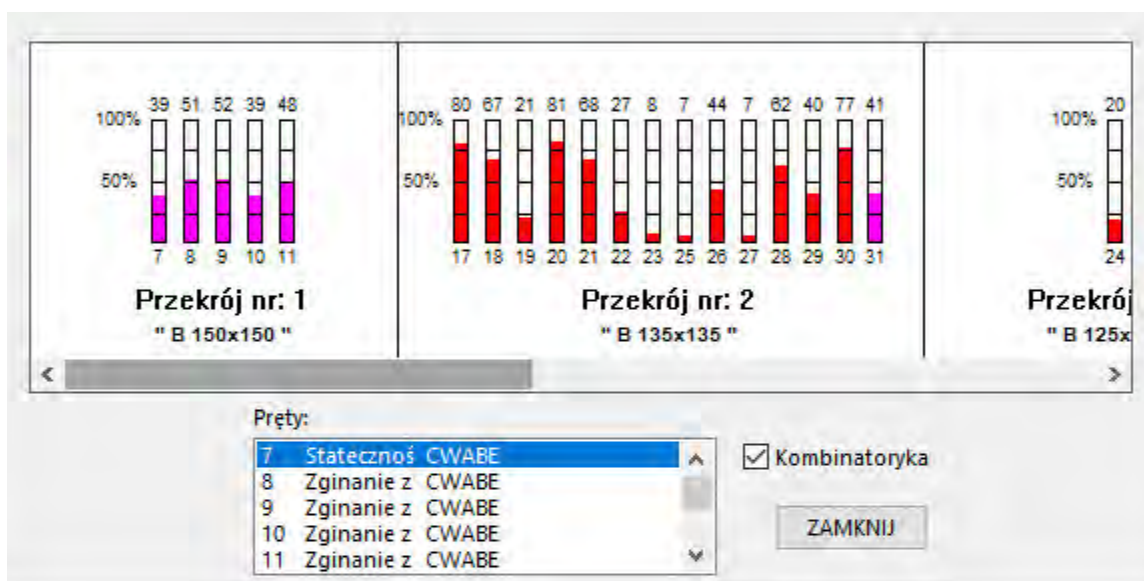 39 51 52 39 48
100%
50%
7 8 9 10 11
Przekrój nr: 1
" B 150x150 "
80 67 21 81 68 27 8 7 44 7 62 40 77 41
100%
50%
17 18 19 20 21 22 23 25 26 27 28 29 30 31
Przekrój nr: 2
" B 135x135 "
20
100%
50%
24
Przekrój
" B 125x
Pręty:
7 Statecznoś CWABE
8 Zginanie z CWABE
9 Zginanie z CWABE
10 Zginanie z CWABE
11 Zginanie z CWABE
Kombinatoryka
ZAMKNIJ